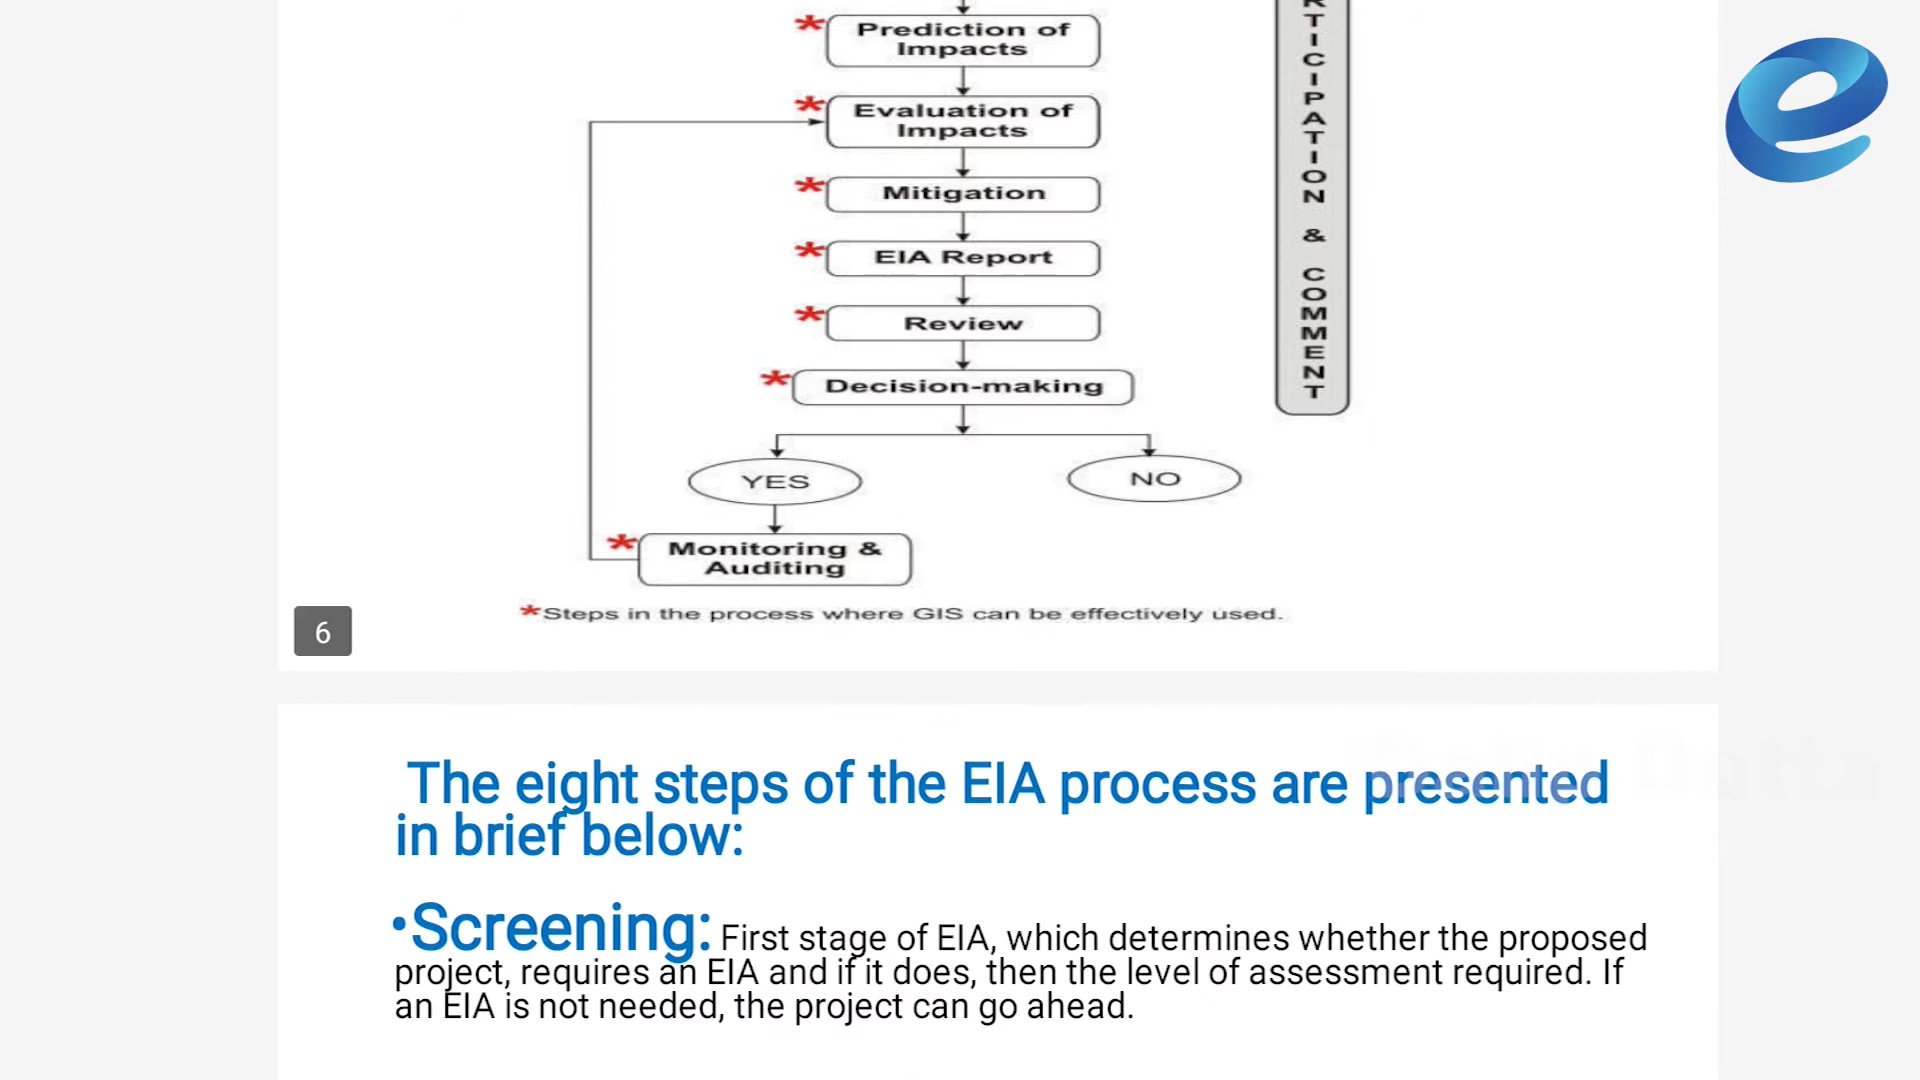 * Prediction of
Impacts
* Evaluation of
Impacts
* Mitigation
* EIA Report
* Review
* Decision-making
YES
NO
* Monitoring &
Auditing
*Steps in the process where GIS can be effectively used.
RTICIPATION & COMMENT
6
The eight steps of the EIA process are presented
in brief below:
•Screening: First stage of EIA, which determines whether the proposed
project, requires an EIA and if it does, then the level of assessment required. If
an EIA is not needed, the project can go ahead.